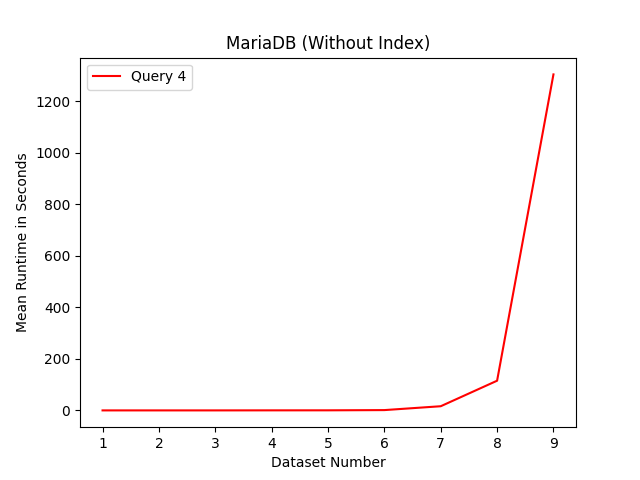 MariaDB (Without Index)
Query 4
Mean Runtime in Seconds
1200
1000
800
600
400
200
0
1 2 3 4 5 6 7 8 9
Dataset Number